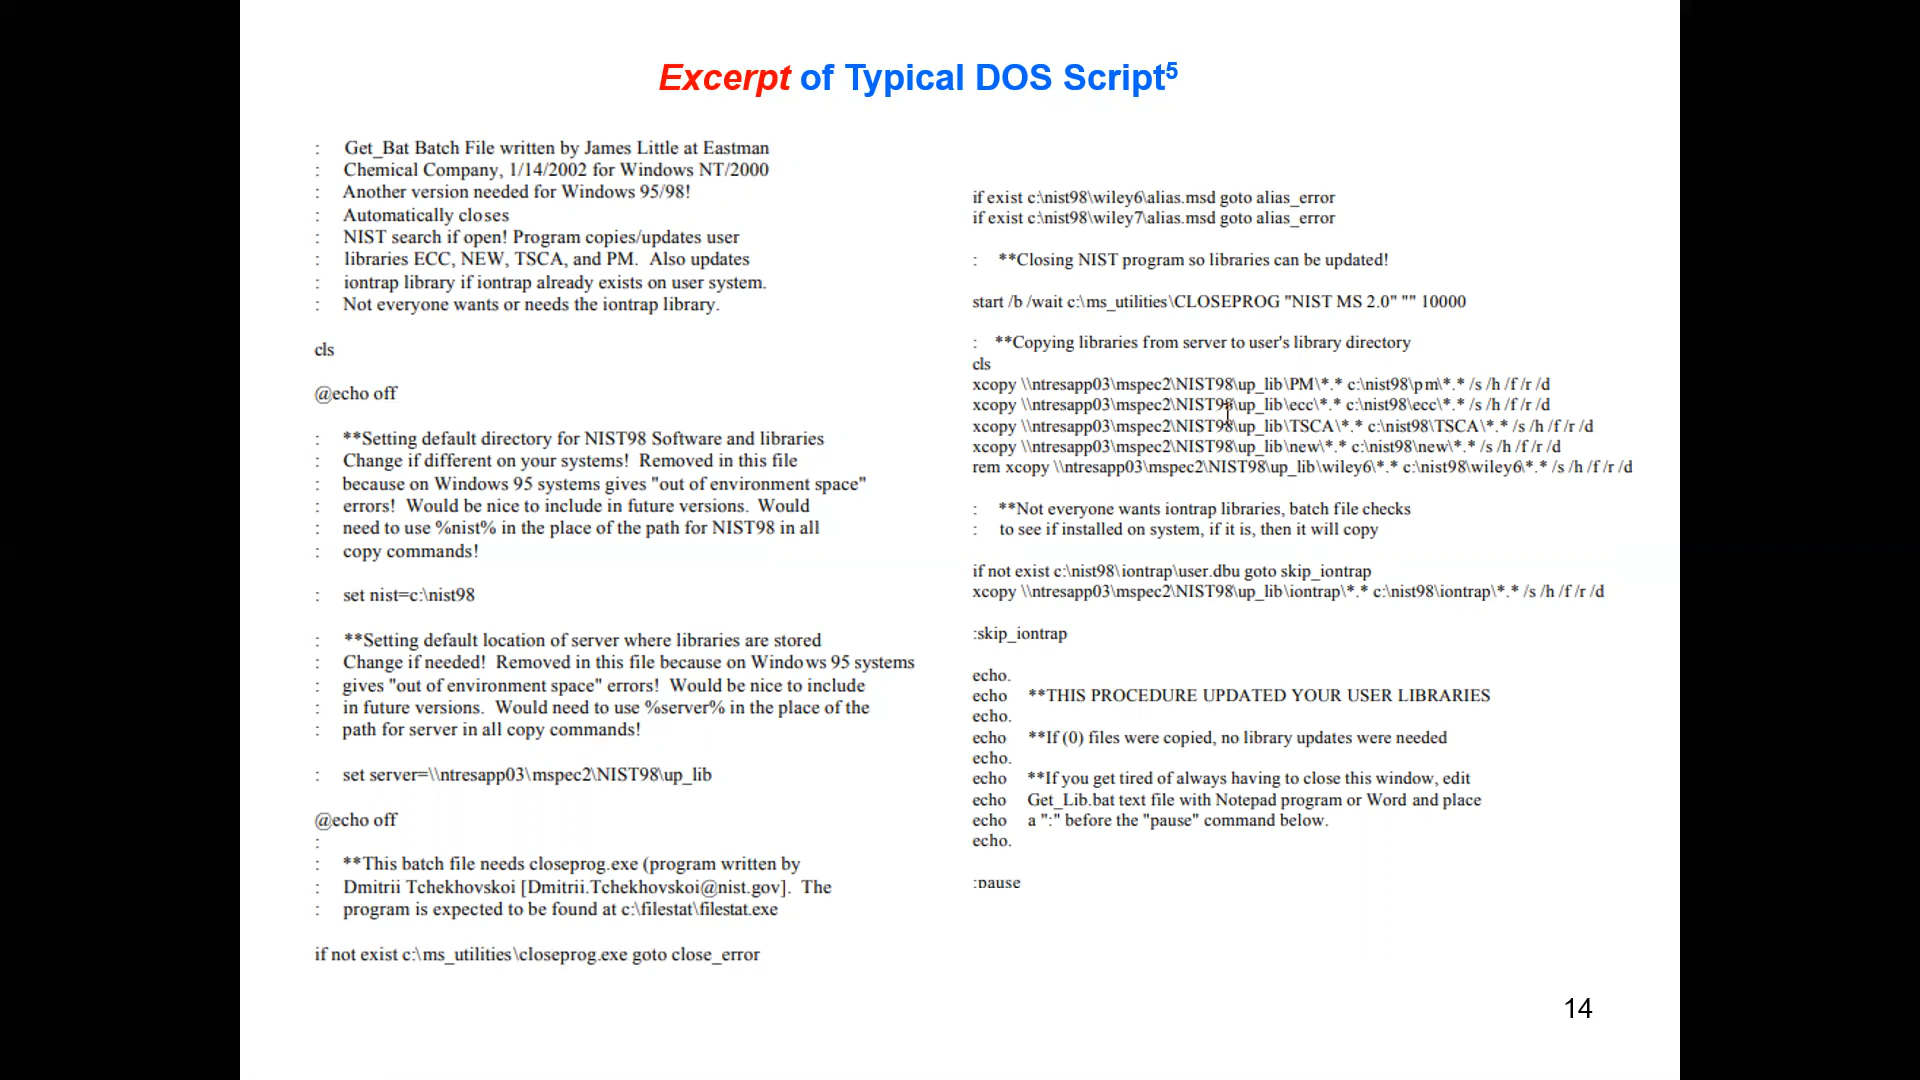 Excerpt of Typical DOS Script5
: Get_Bat Batch File written by James Little at Eastman
: Chemical Company, 1/14/2002 for Windows NT/2000
: Another version needed for Windows 95/98!
: Automatically closes
: NIST search if open! Program copies/updates user
: libraries ECC, NEW, TSCA, and PM. Also updates
: iontrap library if iontrap already exists on user system.
: Not everyone wants or needs the iontrap library.
cls
@echo off
: **Setting default directory for NIST98 Software and libraries
: Change if different on your systems! Removed in this file
: because on Windows 95 systems gives "out of environment space"
: errors! Would be nice to include in future versions. Would
: need to use %nist% in the place of the path for NIST98 in all
: copy commands!
: set nist=c:\nist98
: **Setting default location of server where libraries are stored
: Change if needed! Removed in this file because on Windows 95 systems
: gives "out of environment space" errors! Would be nice to include
: in future versions. Would need to use %server% in the place of the
: path for server in all copy commands!
: set server=\\ntresapp03\mspec2\NIST98\up_lib
@echo off
:
: **This batch file needs closeprog.exe (program written by
: Dmitrii Tchekhovskoi [Dmitrii.Tchekhovskoi@nist.gov]. The
: program is expected to be found at c:\filestat\filestat.exe
if not exist c:\ms_utilities\closeprog.exe goto close_error
if exist c:\nist98\wiley6\alias.msd goto alias_error
if exist c:\nist98\wiley7\alias.msd goto alias_error
: **Closing NIST program so libraries can be updated!
start /b /wait c:\ms_utilities\CLOSEPROG "NIST MS 2.0" "" 10000
: **Copying libraries from server to user's library directory
cls
xcopy \\ntresapp03\mspec2\NIST98\up_lib\PM\*.* c:\nist98\pm\*.* /s /h /f /r /d
xcopy \\ntresapp03\mspec2\NIST98\up_lib\ecc\*.* c:\nist98\ecc\*.* /s /h /f /r /d
xcopy \\ntresapp03\mspec2\NIST98\up_lib\TSCA\*.* c:\nist98\TSCA\*.* /s /h /f /r /d
xcopy \\ntresapp03\mspec2\NIST98\up_lib\new\*.* c:\nist98\new\*.* /s /h /f /r /d
rem xcopy \\ntresapp03\mspec2\NIST98\up_lib\wiley6\*.* c:\nist98\wiley6\*.* /s /h /f /r /d
: **Not everyone wants iontrap libraries, batch file checks
: to see if installed on system, if it is, then it will copy
if not exist c:\nist98\iontrap\user.dbu goto skip_iontrap
xcopy \\ntresapp03\mspec2\NIST98\up_lib\iontrap\*.* c:\nist98\iontrap\*.* /s /h /f /r /d
:skip_iontrap
echo.
echo **THIS PROCEDURE UPDATED YOUR USER LIBRARIES
echo.
echo **If (0) files were copied, no library updates were needed
echo.
echo **If you get tired of always having to close this window, edit
echo Get_Lib.bat text file with Notepad program or Word and place
echo a ":" before the "pause" command below.
echo.
:pause
14